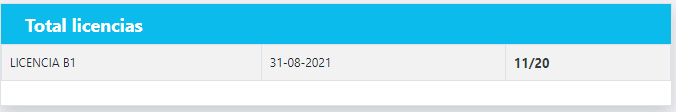 Total licencias
LICENCIA B1 31-08-2021 11/20